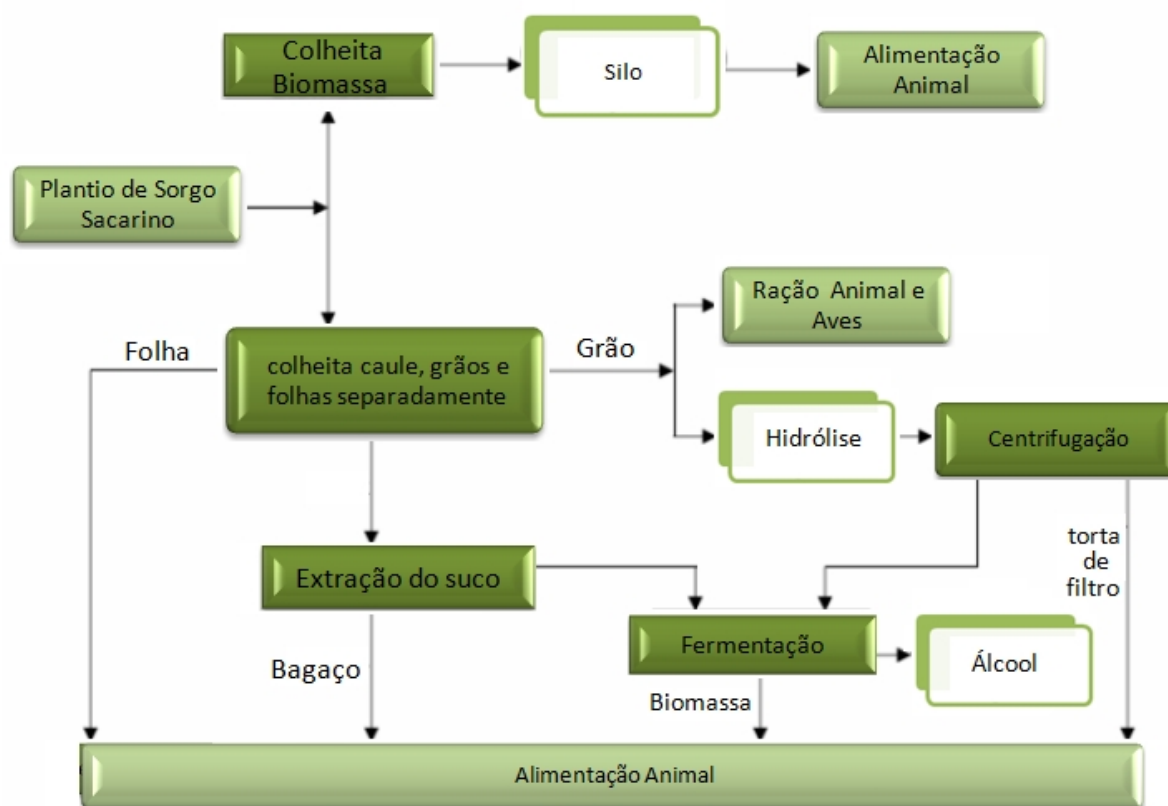 Colheita
Biomassa
Silo
Alimentação
Animal
Plantio de Sorgo
Sacarino
Ração Animal e
Aves
Folha
colheita caule, grãos e
folhas separadamente
Grão
Hidrólise
Centrifugação
torta
de
filtro
Extração do suco
Fermentação
Álcool
Bagaço
Biomassa
Alimentação Animal